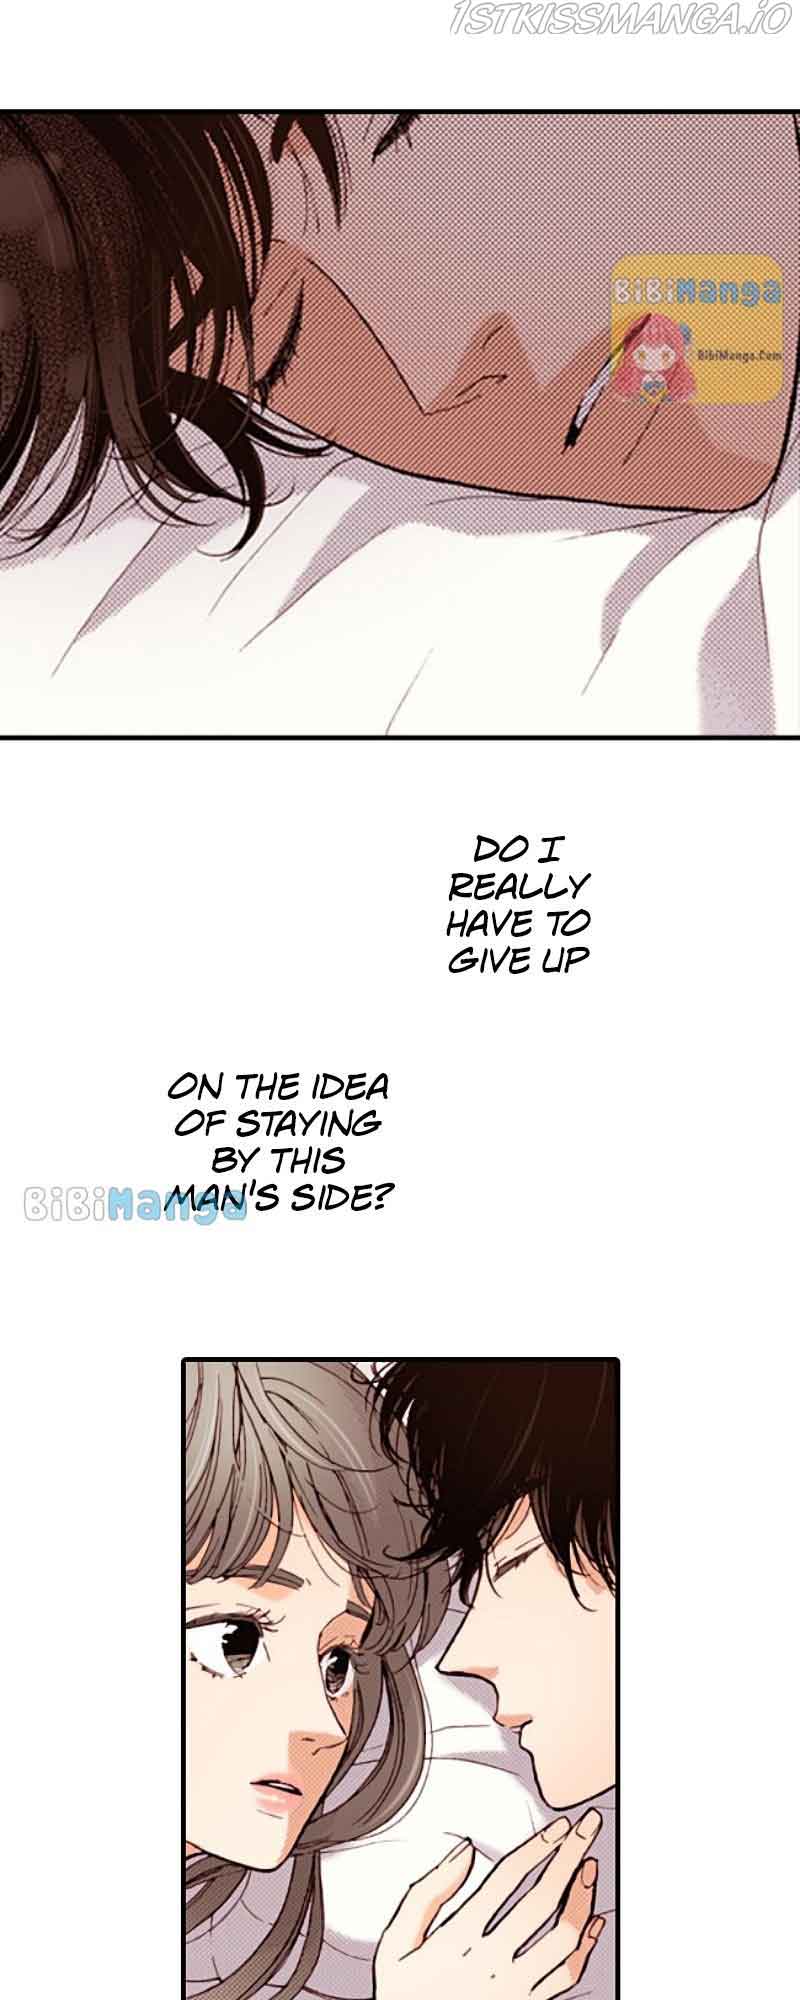 1STKISSMANGA.IO
BiBiManga
BibiManga.Com
DO I
REALLY
HAVE TO
GIVE UP
ON THE IDEA
OF STAYING
BY THIS
MAN'S SIDE?
BiBiManga